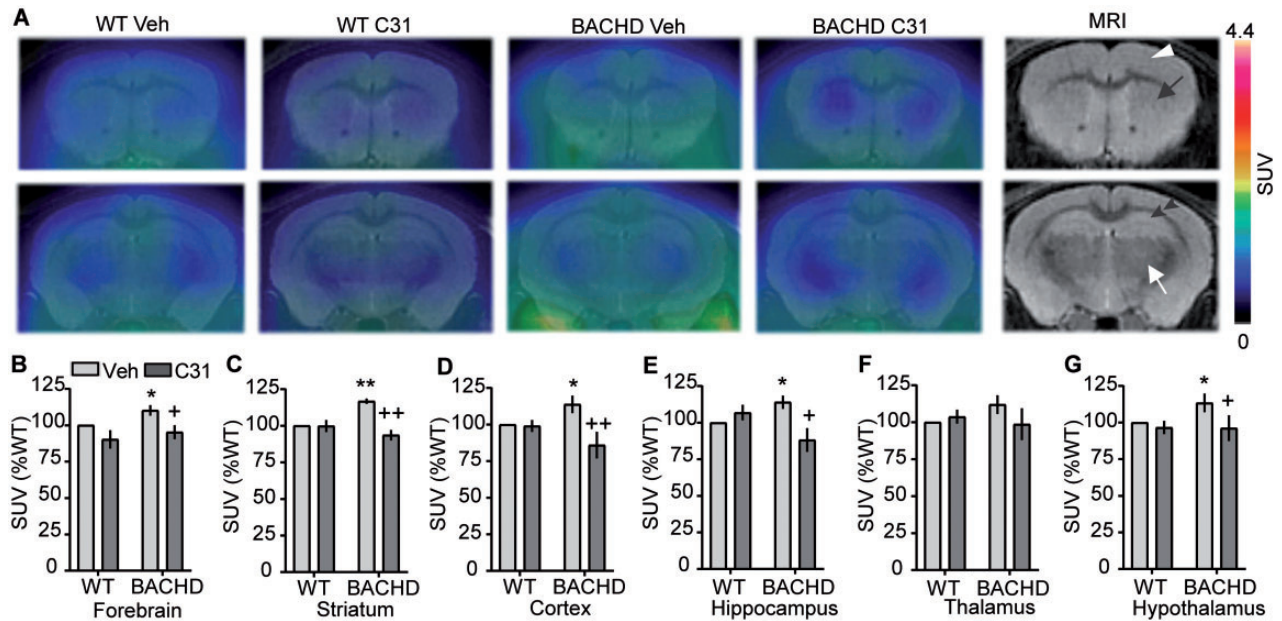 A
WT Veh
WT C31
BACHD Veh
BACHD C31
MRI
4.4
SUV
0
B
Veh
C31
SUV (%WT)
125
100
75
50
25
0
*
+
WT
BACHD
Forebrain
C
SUV (%WT)
125
100
75
50
25
0
**
++
WT
BACHD
Striatum
D
SUV (%WT)
125
100
75
50
25
0
*
++
WT
BACHD
Cortex
E
SUV (%WT)
125
100
75
50
25
0
*
+
WT
BACHD
Hippocampus
F
SUV (%WT)
125
100
75
50
25
0
WT
BACHD
Thalamus
G
SUV (%WT)
125
100
75
50
25
0
*
+
WT
BACHD
Hypothalamus